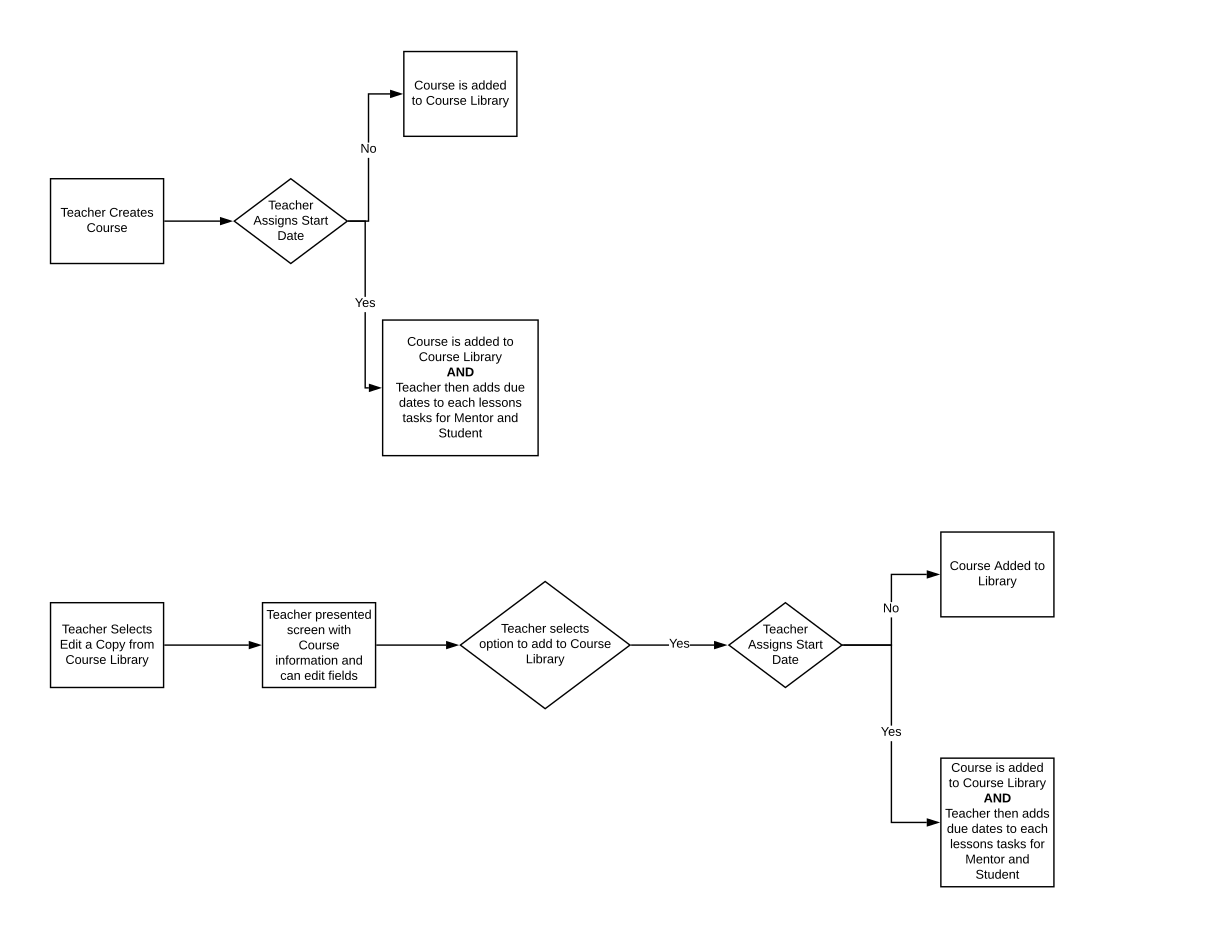 Course is added
to Course Library
No
Teacher Creates
Course
Teacher
Assigns Start
Date
Yes
Course is added to
Course Library
AND
Teacher then adds due
dates to each lessons
tasks for Mentor and
Student
Teacher Selects
Edit a Copy from
Course Library
Teacher presented
screen with
Course
information and
can edit fields
Teacher selects
option to add to Course
Library
Yes
Teacher
Assigns Start
Date
No
Course Added to
Library
Yes
Course is added
to Course Library
AND
Teacher then adds
due dates to each
lessons tasks for
Mentor and
Student